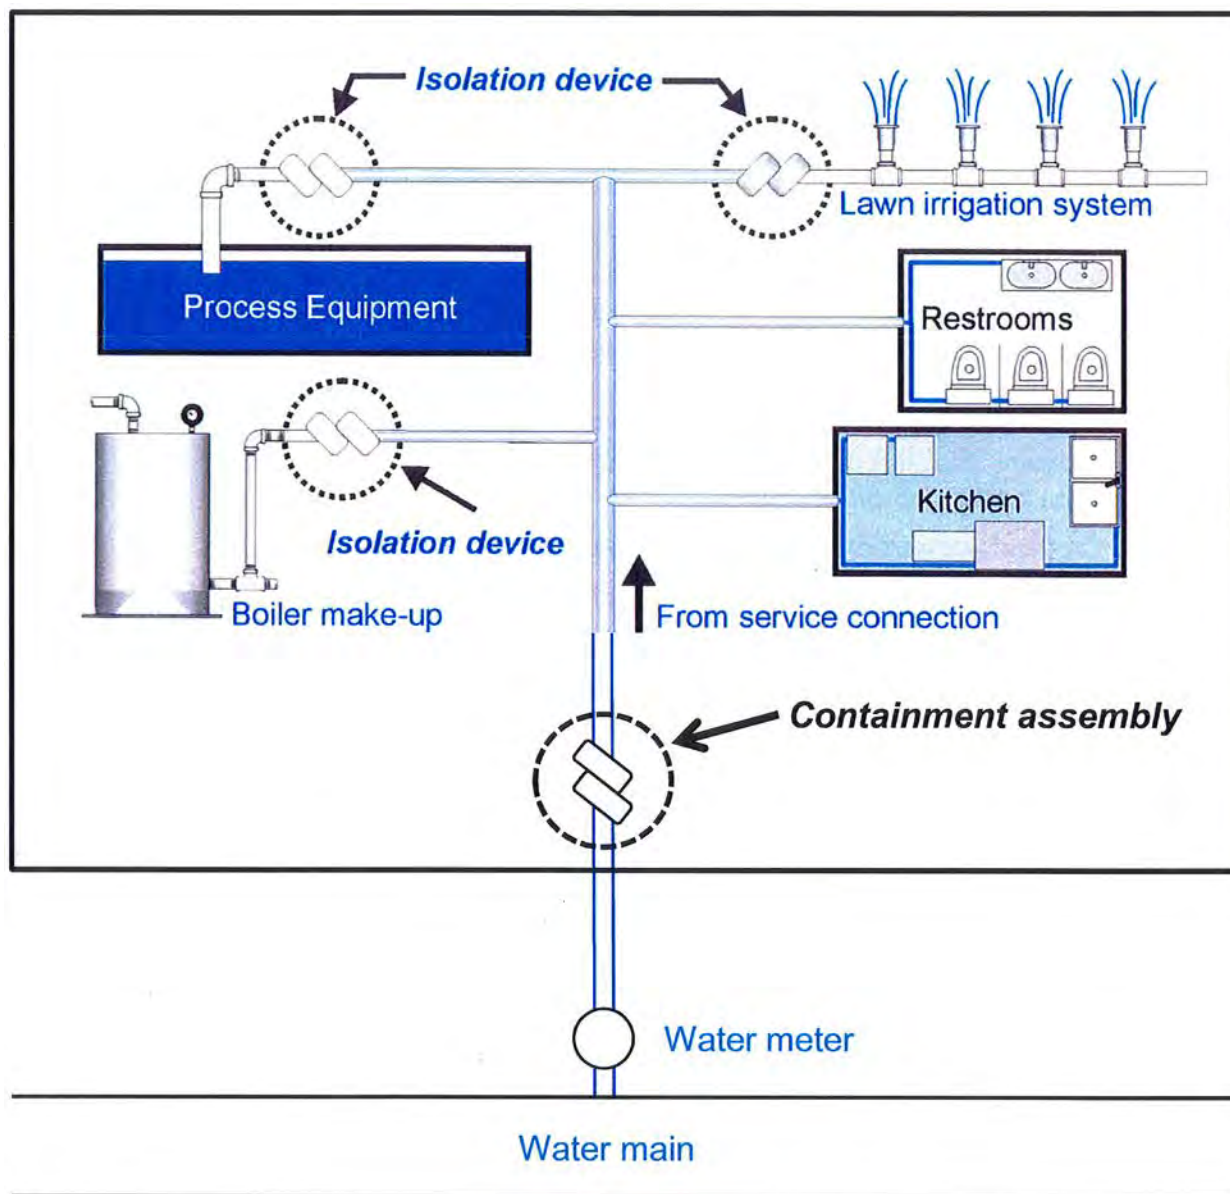 Isolation device
Lawn irrigation system
Process Equipment
Restrooms
Kitchen
Isolation device
Boiler make-up
From service connection
Containment assembly
Water meter
Water main